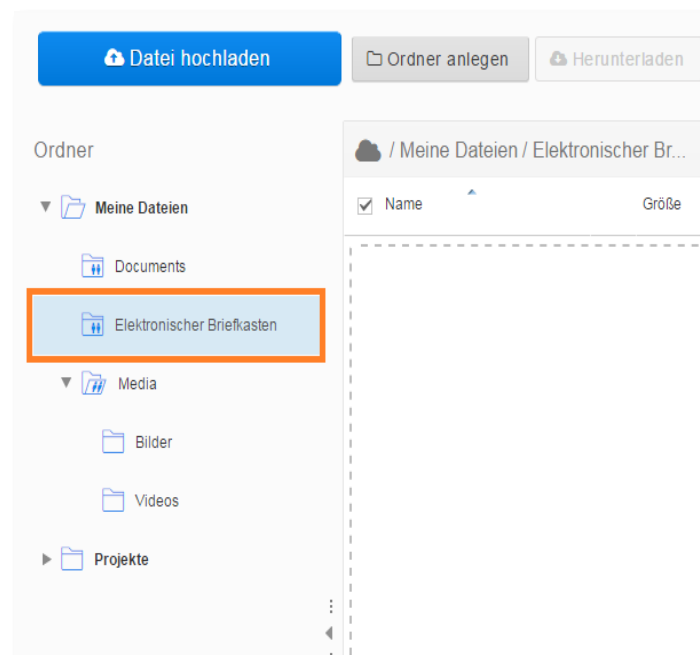 Datei hochladen
Ordner anlegen
Herunterladen
Ordner
/ Meine Dateien / Elektronischer Br...
Meine Dateien
Name
Größe
Documents
Elektronischer Briefkasten
Media
Bilder
Videos
Projekte